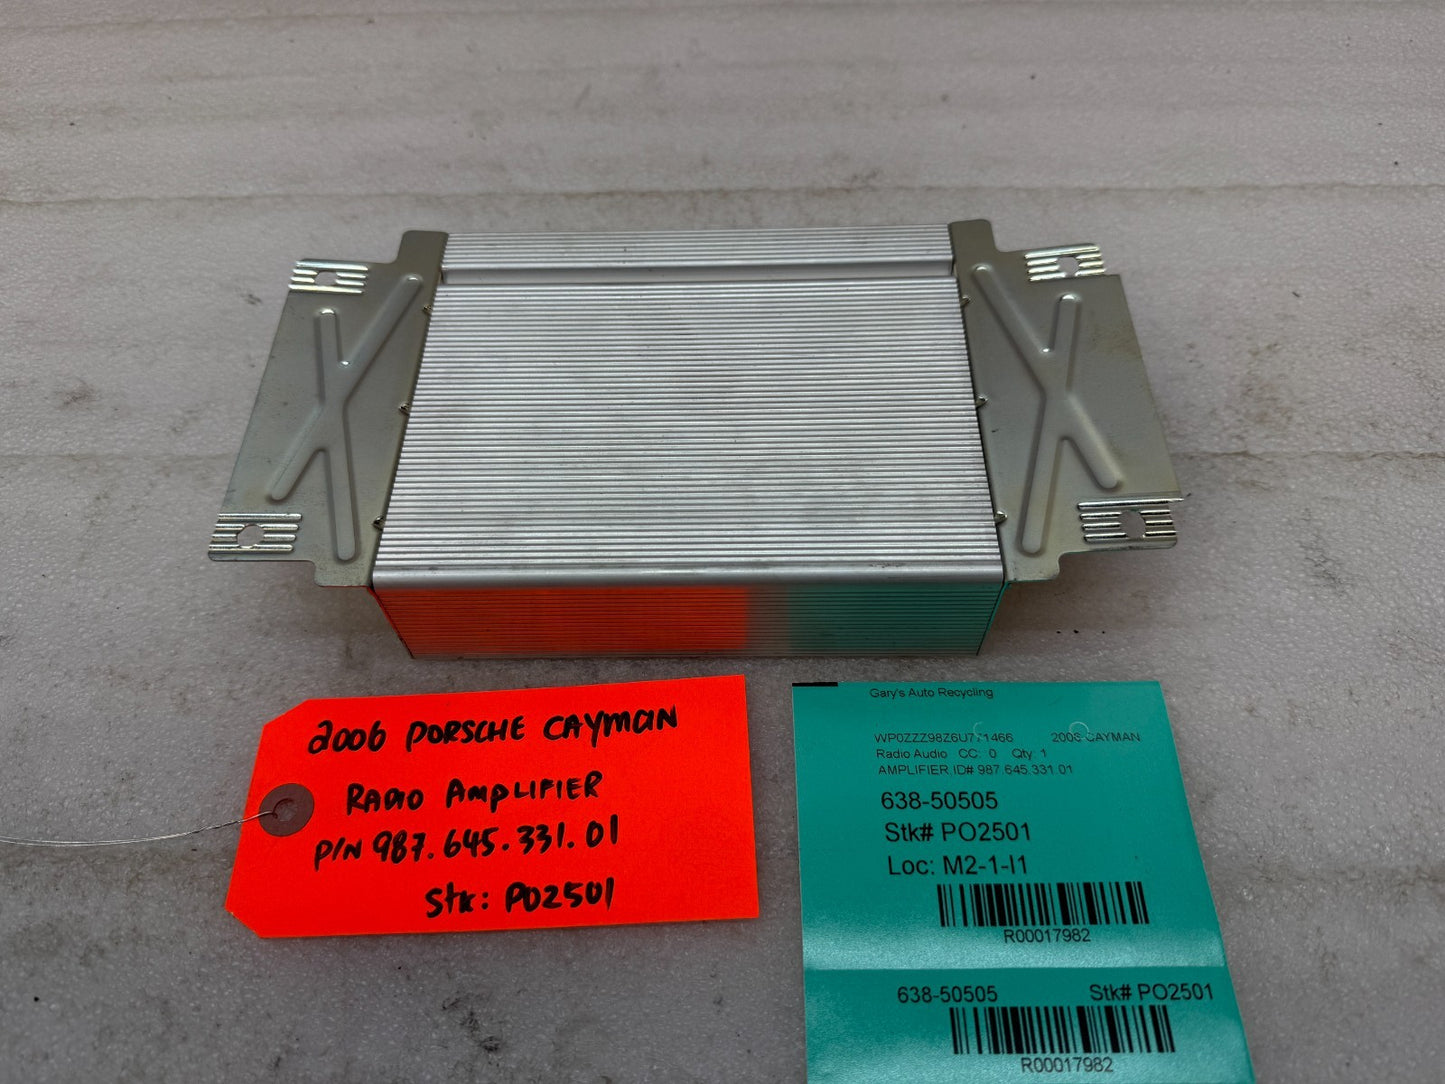 2006 PORSCHE CAYMAN
RADIO AMPLIFIER
P/N 987.645.331.01
Stk: PO2501
Gary's Auto Recycling
CAYMAN
Radio Audio CC: 0 Qty: 1
AMPLIFIER,ID# 987.645.331.01
638-50505
Stk# PO2501
Loc: M2-1-I1
R00017982
638-50505 Stk# PO2501
R00017982